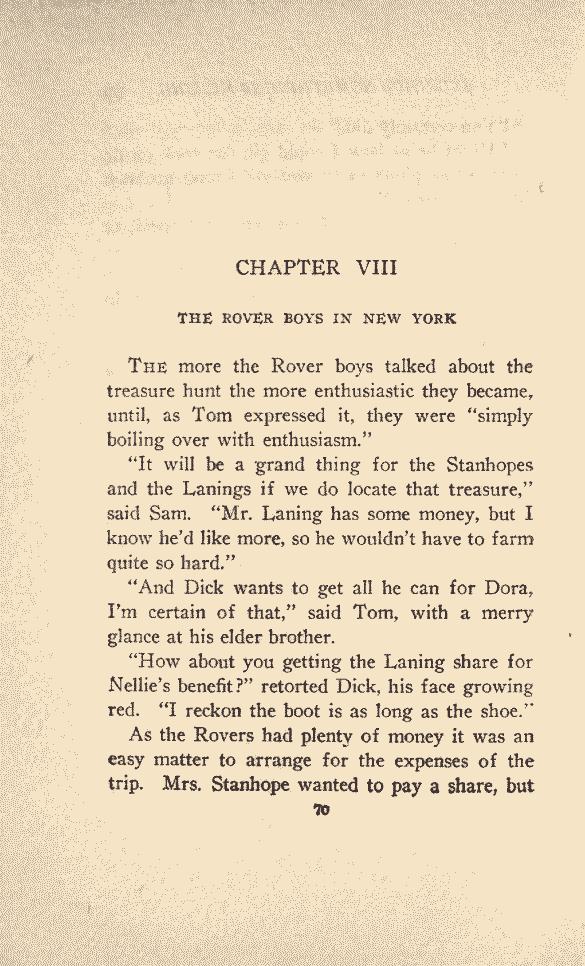 CHAPTER VIII
THE ROVER BOYS IN NEW YORK
THE more the Rover boys talked about the
treasure hunt the more enthusiastic they became,
until, as Tom expressed it, they were “simply
boiling over with enthusiasm.”
“It will be a grand thing for the Stanhopes
and the Lanings if we do locate that treasure,”
said Sam. “Mr. Laning has some money, but I
know he’d like more, so he wouldn’t have to farm
quite so hard.”
“And Dick wants to get all he can for Dora,
I’m certain of that,” said Tom, with a merry
glance at his elder brother.
“How about you getting the Laning share for
Nellie’s benefit?” retorted Dick, his face growing
red. “I reckon the boot is as long as the shoe.”
As the Rovers had plenty of money it was an
easy matter to arrange for the expenses of the
trip. Mrs. Stanhope wanted to pay a share, but
70